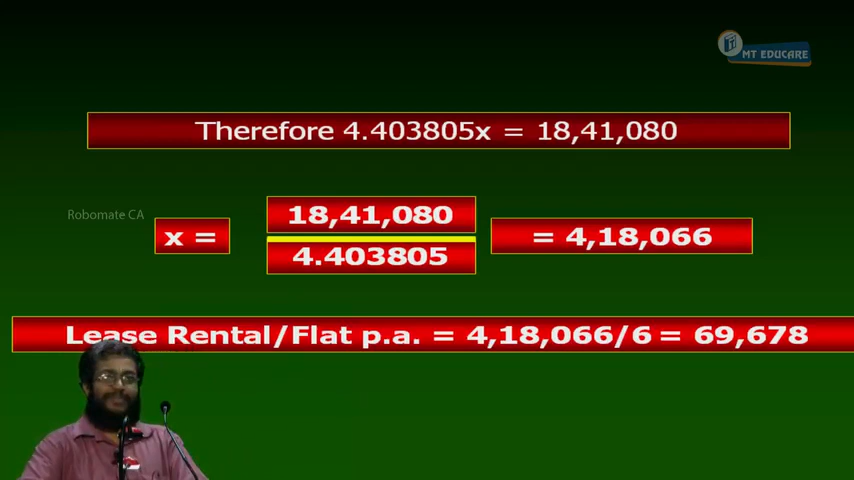 MT EDUCARE
Therefore 4.403805x = 18,41,080
Robomate CA
x =
18,41,080
4.403805
= 4,18,066
Lease Rental/Flat p.a. = 4,18,066/6 = 69,678